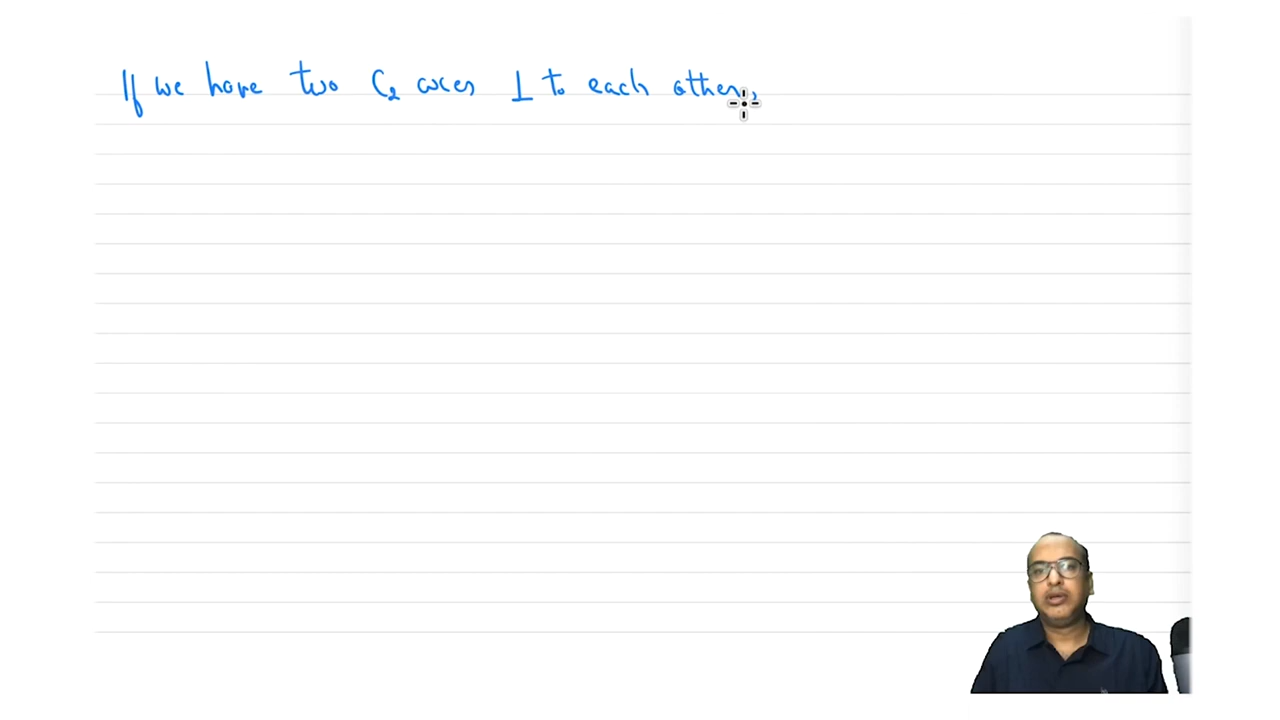 If we have two C₂ axes ⊥ to each other,